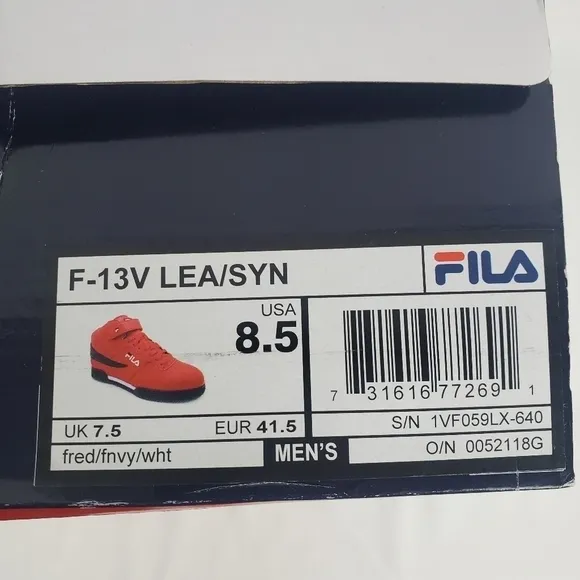 F-13V LEA/SYN
FILA
USA
8.5
FILA
UK 7.5 EUR 41.5
fred/fnvy/wht
MEN'S
7 31616 77269 1
S/N 1VF059LX-640
O/N 0052118G